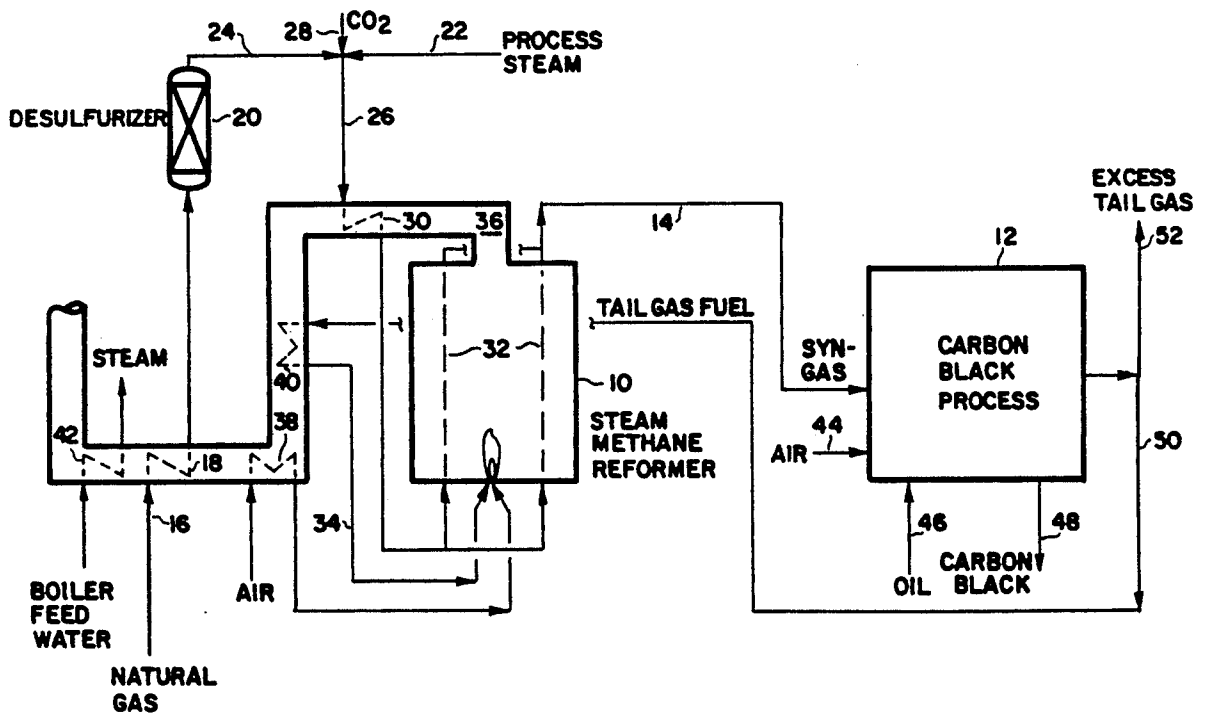 24
28
CO2
22
PROCESS
STEAM
DESULFURIZER
20
26
EXCESS
TAIL GAS
52
30
36
14
12
TAIL GAS FUEL
STEAM
32
40
10
SYN-
GAS
CARBON
BLACK
PROCESS
42
18
38
STEAM
METHANE
REFORMER
AIR
44
50
16
34
46
48
BOILER
FEED
WATER
AIR
OIL
CARBON
BLACK
NATURAL
GAS